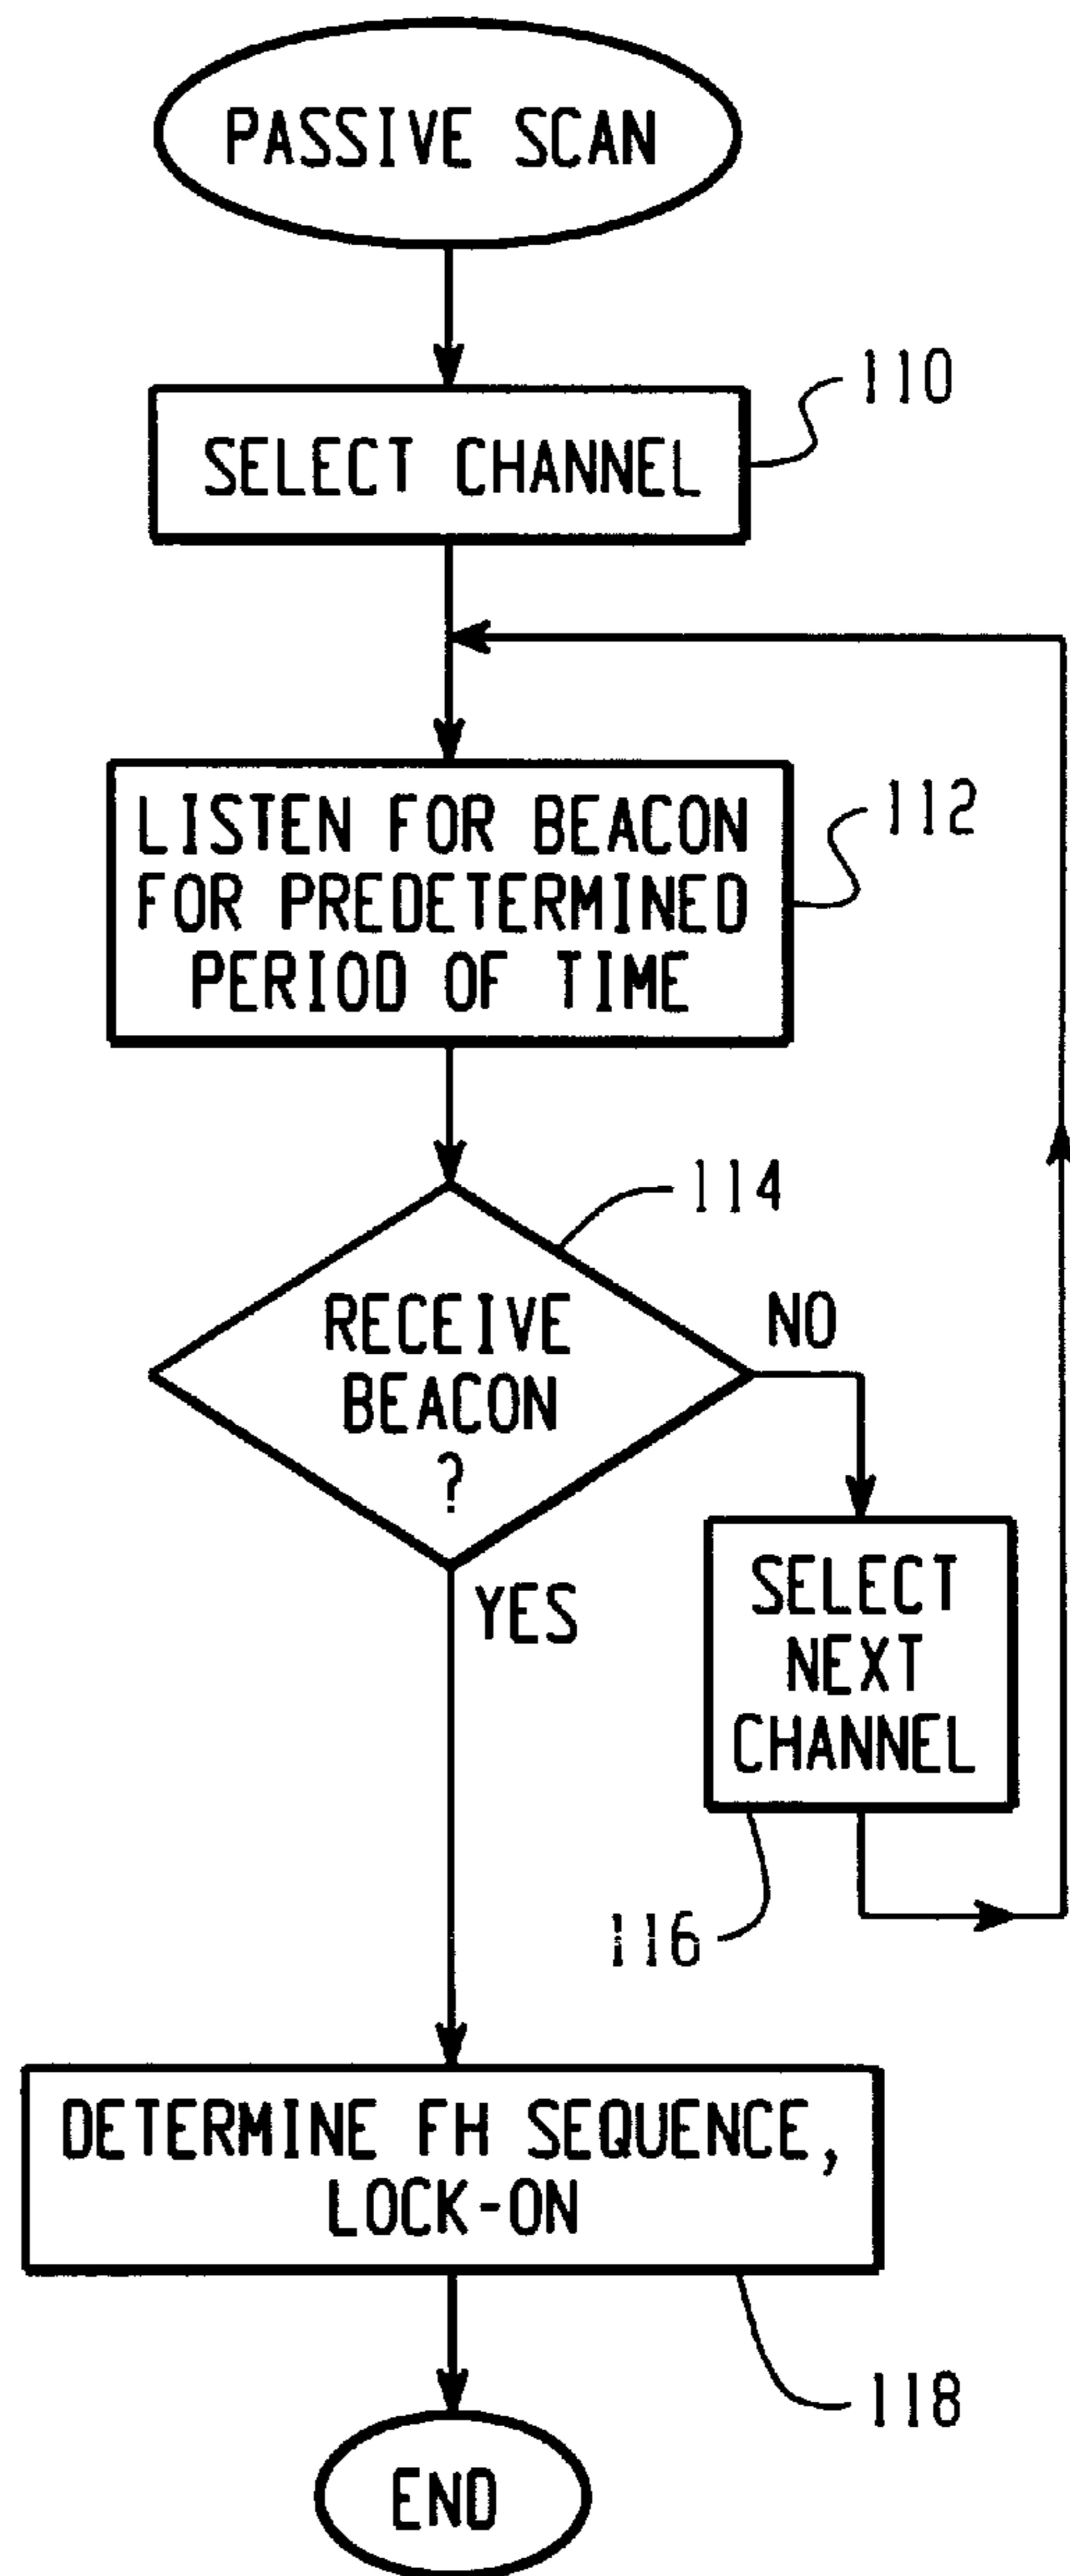 PASSIVE SCAN
110
SELECT CHANNEL
LISTEN FOR BEACON
FOR PREDETERMINED
PERIOD OF TIME
112
114
RECEIVE
BEACON
?
NO
YES
SELECT
NEXT
CHANNEL
116
DETERMINE FH SEQUENCE,
LOCK-ON
118
END